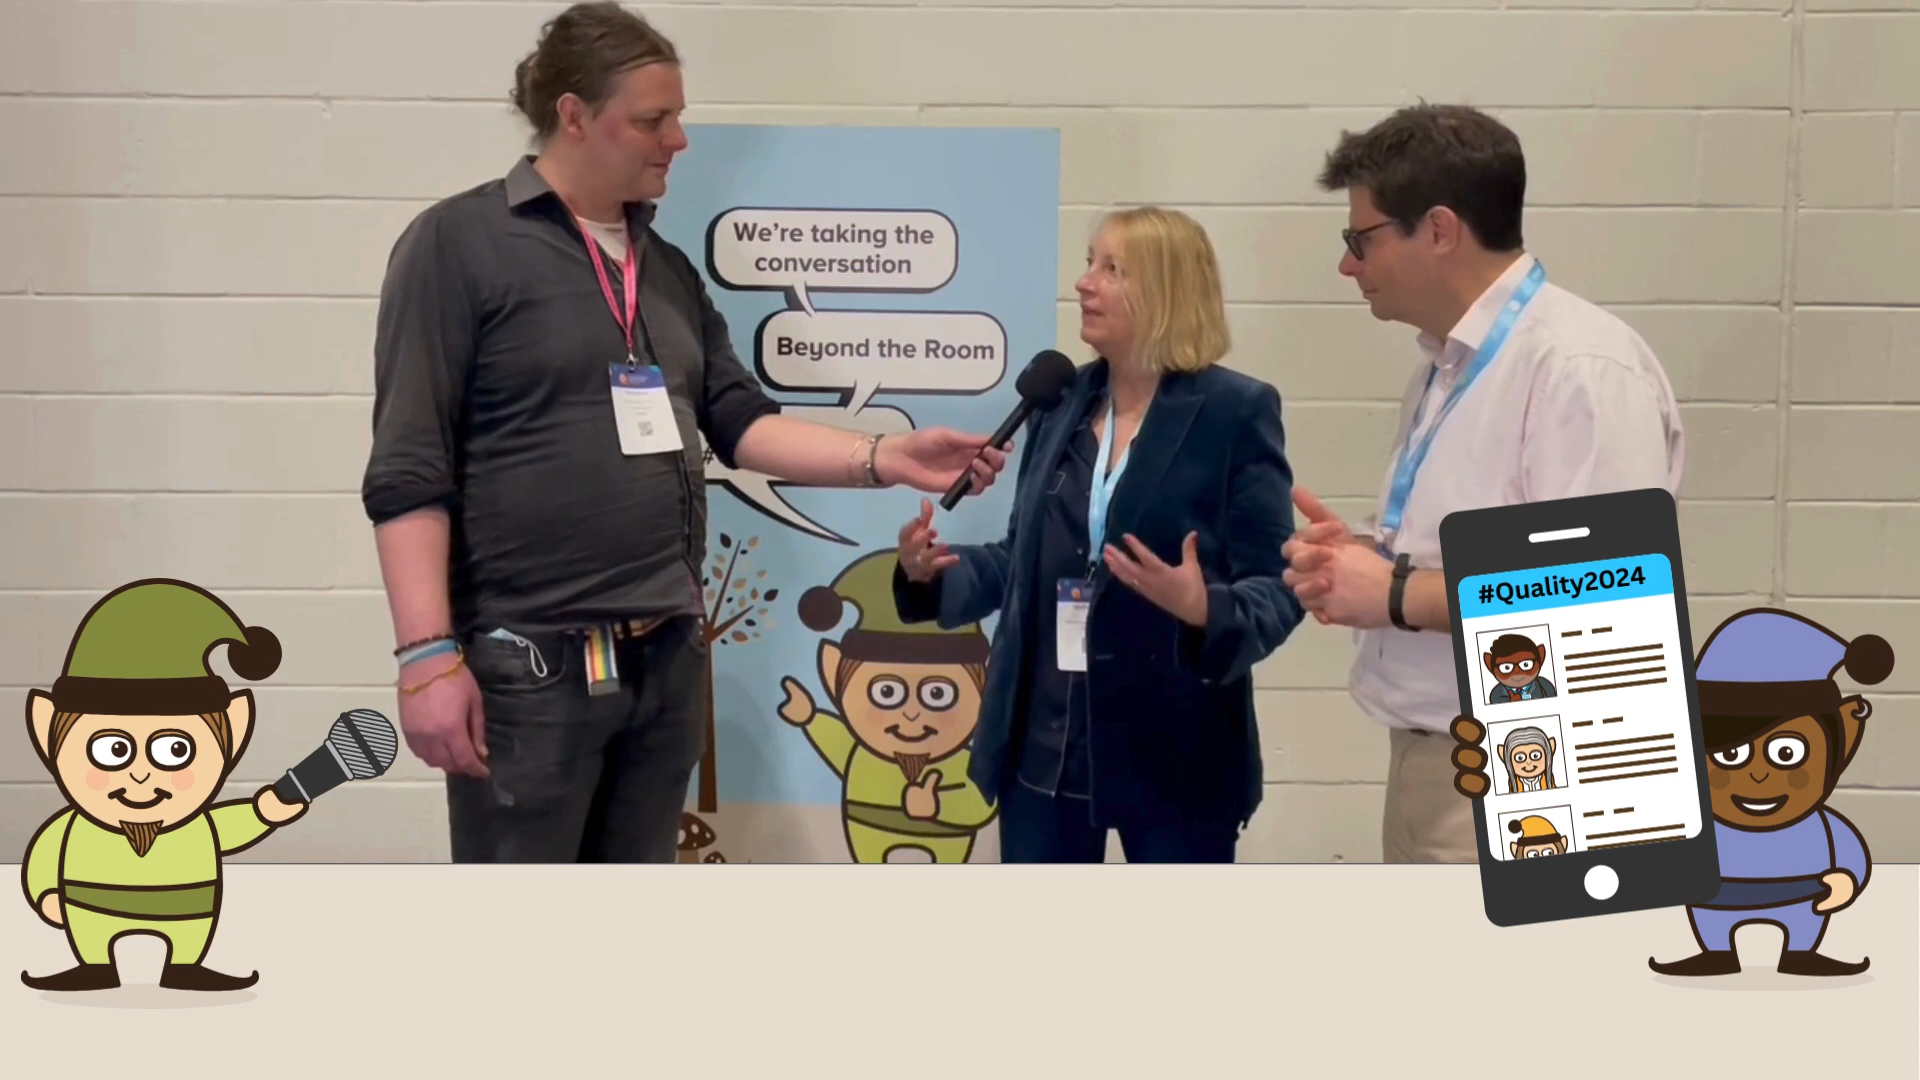 We're taking the
conversation
Beyond the Room
#
#Quality2024